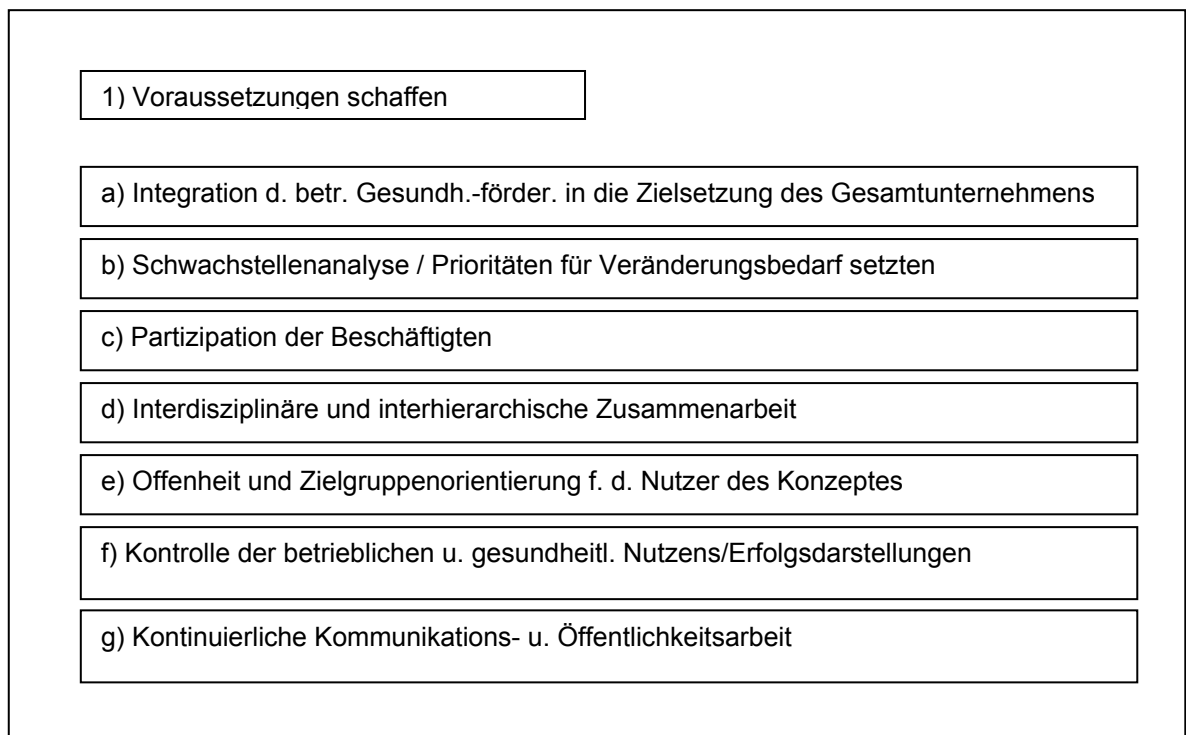 1) Voraussetzungen schaffen
a) Integration d. betr. Gesundh.-förder. in die Zielsetzung des Gesamtunternehmens
b) Schwachstellenanalyse / Prioritäten für Veränderungsbedarf setzten
c) Partizipation der Beschäftigten
d) Interdisziplinäre und interhierarchische Zusammenarbeit
e) Offenheit und Zielgruppenorientierung f. d. Nutzer des Konzeptes
f) Kontrolle der betrieblichen u. gesundheitl. Nutzens/Erfolgsdarstellungen
g) Kontinuierliche Kommunikations- u. Öffentlichkeitsarbeit